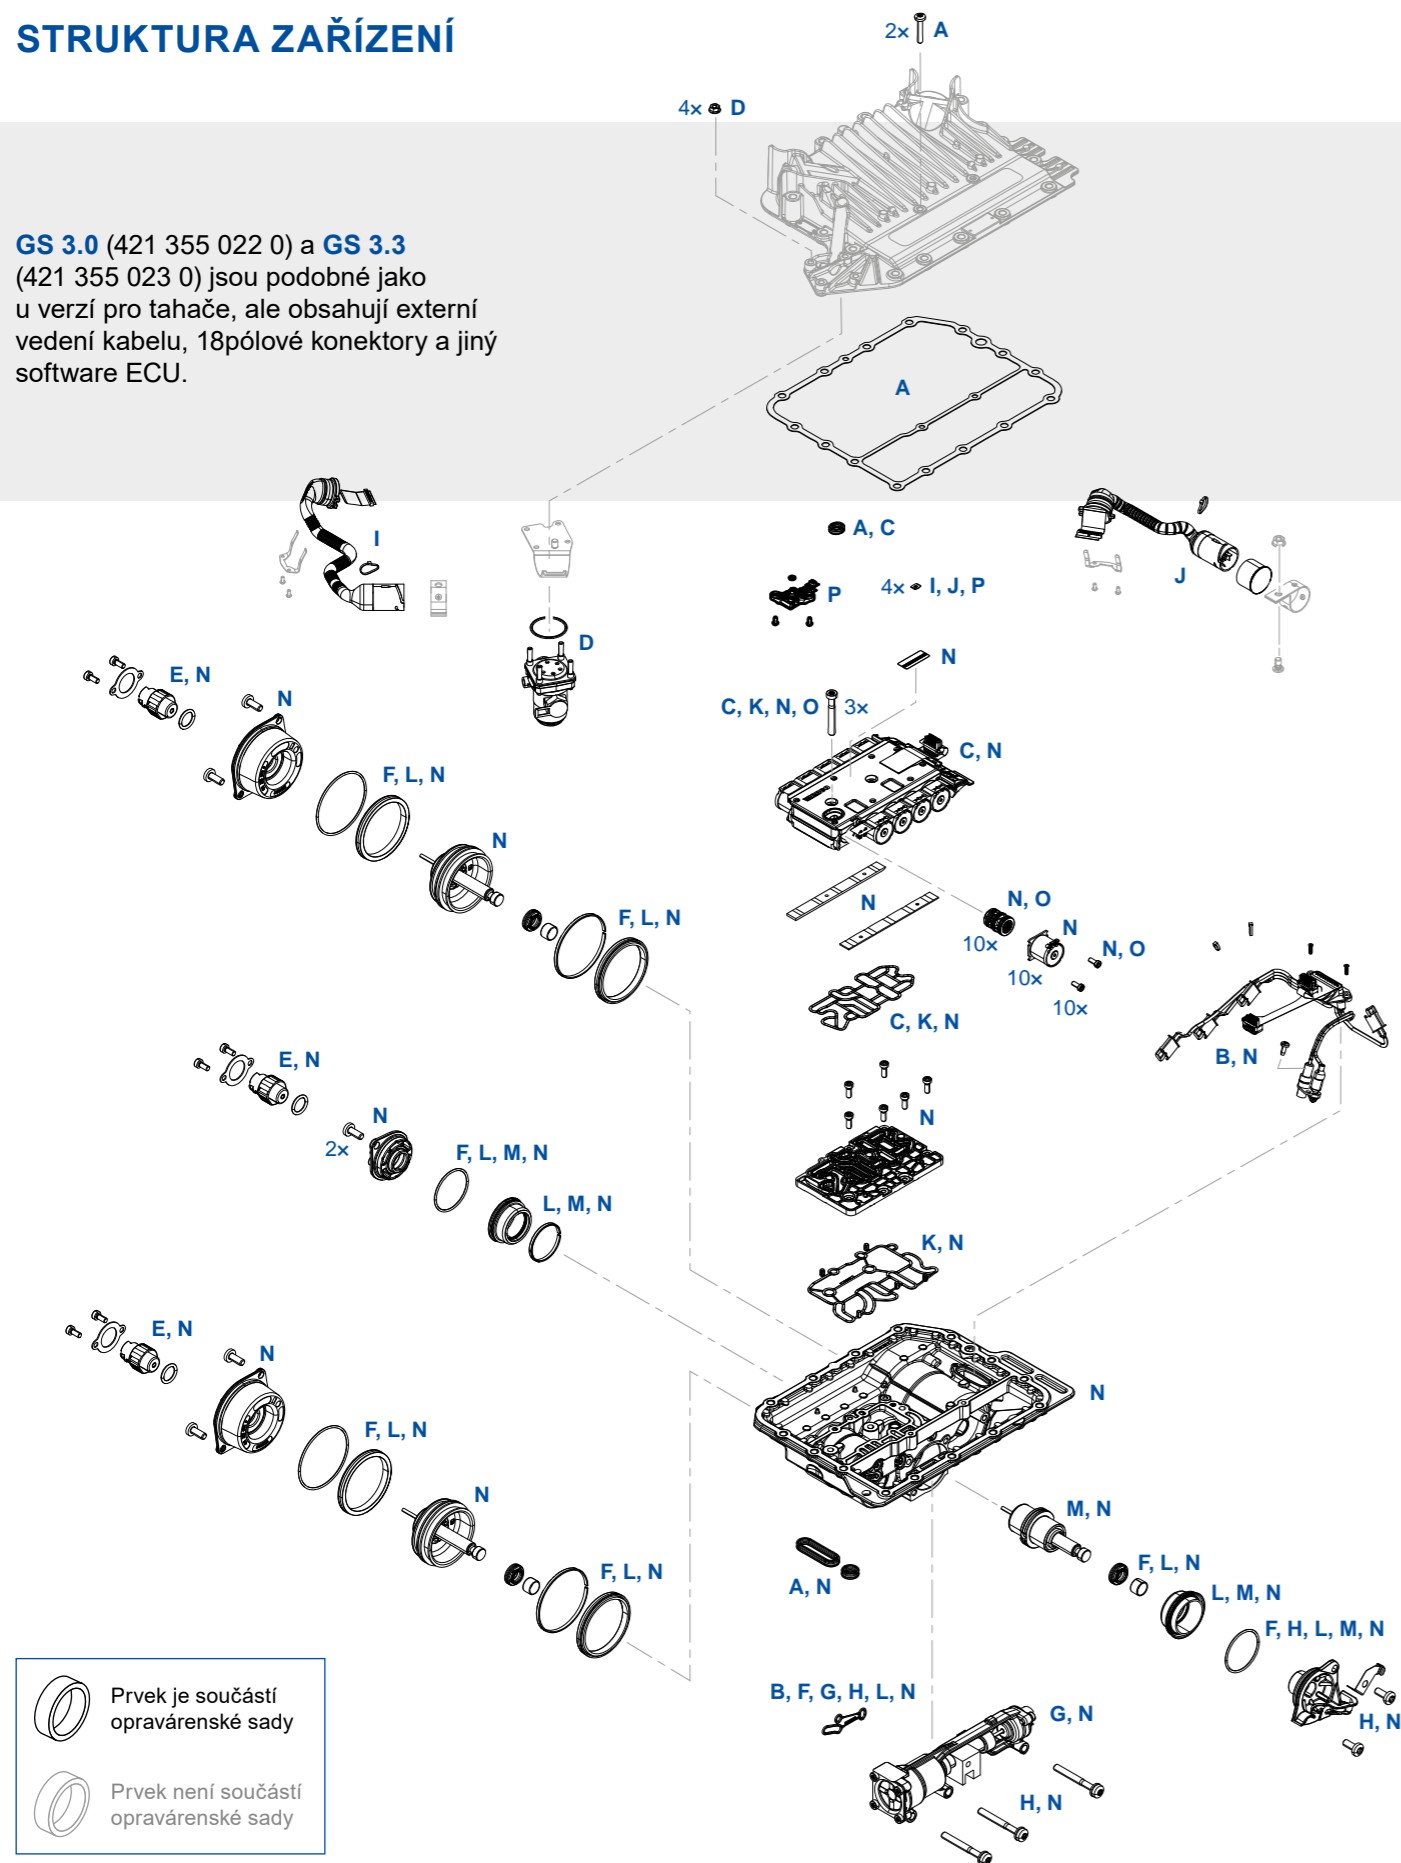 STRUKTURA ZAŘÍZENÍ
2× A
4× D
GS 3.0 (421 355 022 0) a GS 3.3
(421 355 023 0) jsou podobné jako
u verzí pro tahače, ale obsahují externí
vedení kabelu, 18pólové konektory a jiný
software ECU.
A
I
A, C
J
P
4× I, J, P
D
N
E, N
N
C, K, N, O 3×
C, N
F, L, N
N
N
N, O
10×
N
10×
N, O
10×
F, L, N
C, K, N
B, N
E, N
N
2×
N
F, L, M, N
L, M, N
K, N
E, N
N
N
F, L, N
N
M, N
F, L, N
A, N
F, L, N
L, M, N
F, H, L, M, N
B, F, G, H, L, N
G, N
H, N
H, N
Prvek je součástí
opravárenské sady
Prvek není součástí
opravárenské sady